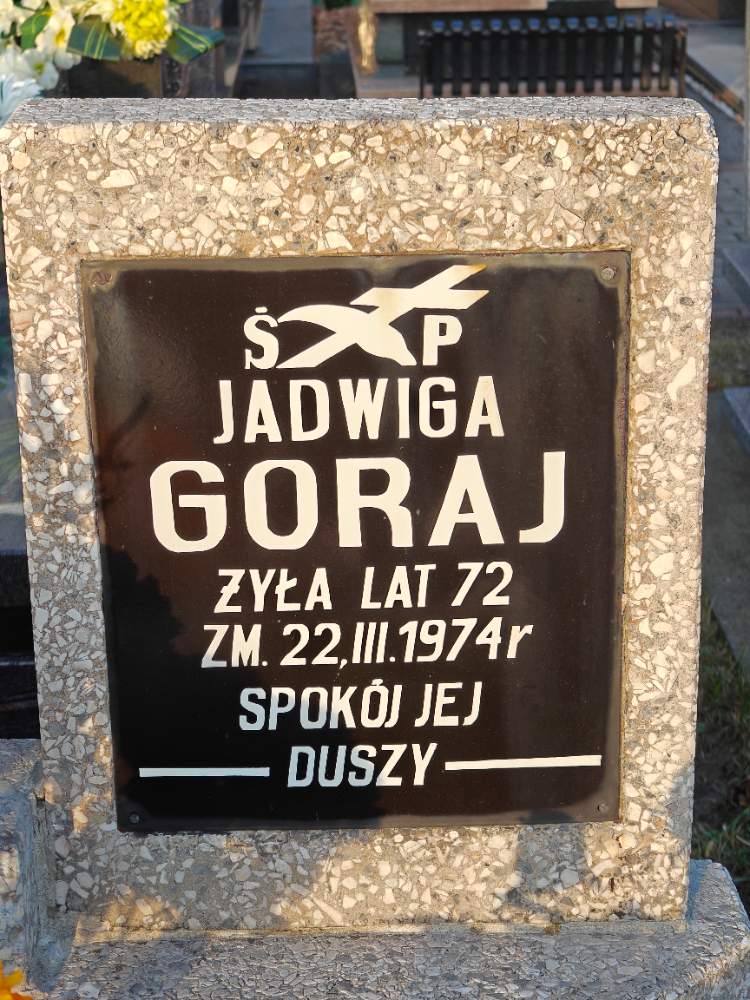 Ś P
JADWIGA
GORAJ
ŻYŁA LAT 72
ZM. 22,III.1974r
SPOKÓJ JEJ
DUSZY